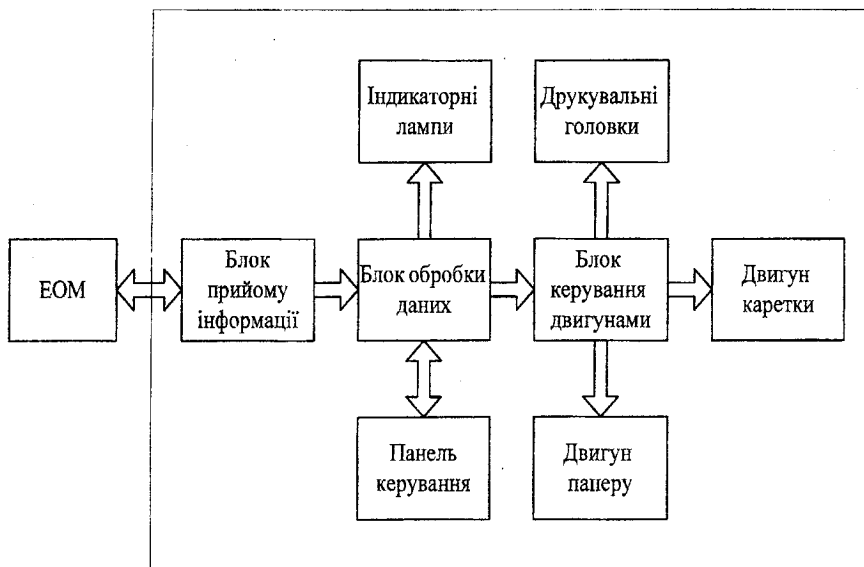 Індикаторні
лампи
Друкувальні
головки
ЕОМ
Блок
прийому
інформації
Блок обробки
даних
Блок
керування
двигунами
Двигун
каретки
Панель
керування
Двигун
паперу